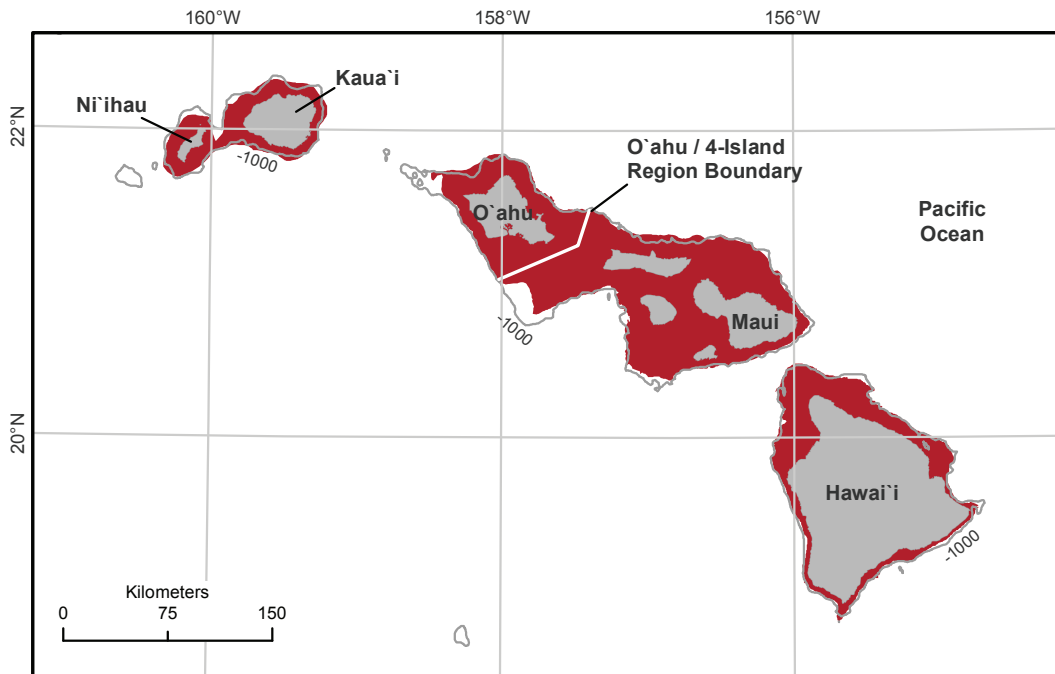 160°W
158°W
156°W
Kaua`i
Ni`ihau
22°N
-1000
O`ahu / 4-Island
Region Boundary
O`ahu
Pacific
Ocean
Maui
-1000
20°N
Hawai`i
-1000
Kilometers
0
75
150